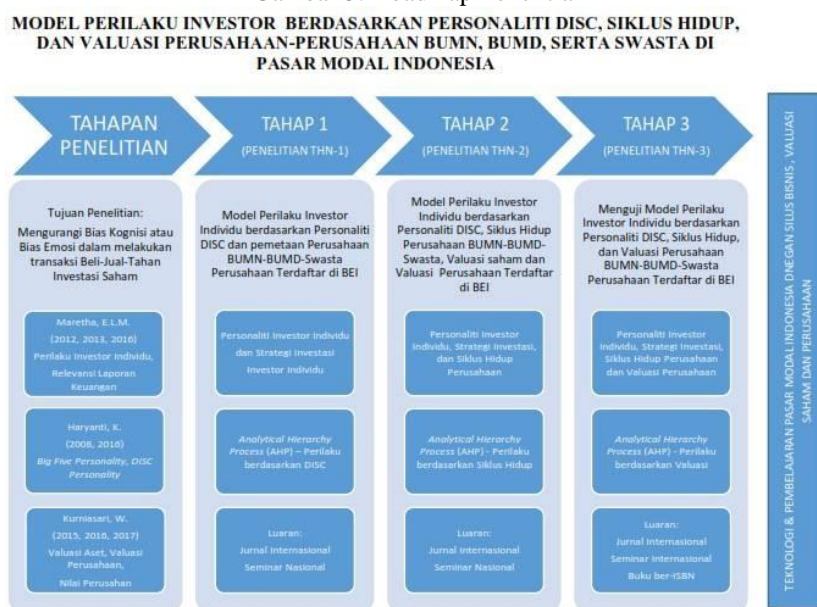 MODEL PERILAKU INVESTOR BERDASARKAN PERSONALITI DISC, SIKLUS HIDUP,
DAN VALUASI PERUSAHAAN-PERUSAHAAN BUMN, BUMD, SERTA SWASTA DI
PASAR MODAL INDONESIA
TAHAPAN
PENELITIAN
TAHAP 1
(PENELITIAN THN-1)
TAHAP 2
(PENELITIAN THN-2)
TAHAP 3
(PENELITIAN THN-3)
Tujuan Penelitian:
Mengurangi Bias Kognisi atau
Bias Emosi dalam melakukan
transaksi Beli-Jual-Tahan
Investasi Saham
Maretha, E.L.M.
(2012, 2013, 2016)
Perilaku Investor Individu,
Relevansi Laporan
Keuangan
Haryanti, K.
(2008, 2016)
Big Five Personality, DISC
Personality
Kurniasari, W.
(2015, 2016, 2017)
Valuasi Aset, Valuasi
Perusahaan,
Nilai Perusahan
Model Perilaku Investor
Individu berdasarkan Personaliti
DISC dan pemetaan Perusahaan
BUMN-BUMD-Swasta
Perusahaan Terdaftar di BEI
Personaliti Investor Individu
dan Strategi Investasi
Investor Individu
Analytical Hierarchy
Process (AHP) – Perilaku
berdasarkan DISC
Luaran:
Jurnal Internasional
Seminar Nasional
Model Perilaku Investor
Individu berdasarkan
Personaliti DISC, Siklus Hidup
Perusahaan BUMN-BUMD-
Swasta, Valuasi saham dan
Valuasi Perusahaan Terdaftar
di BEI
Personaliti Investor
Individu, Strategi Investasi,
dan Siklus Hidup
Perusahaan
Analytical Hierarchy
Process (AHP) - Perilaku
berdasarkan Siklus Hidup
Luaran:
Jurnal Internasional
Seminar Nasional
Menguji Model Perilaku
Investor Individu berdasarkan
Personaliti DISC, Siklus Hidup,
dan Valuasi Perusahaan
BUMN-BUMD-Swasta
Perusahaan Terdaftar di BEI
Personaliti Investor
Individu, Strategi Investasi,
Siklus Hidup Perusahaan
dan Valuasi Perusahaan
Analytical Hierarchy
Process (AHP) - Perilaku
berdasarkan Valuasi
Luaran:
Jurnal Internasional
Seminar Internasional
Buku ber-ISBN
TEKNOLOGI & PEMBELAJARAN PASAR MODAL INDONESIA DNEGAN SILUS BISNIS, VALUASI
SAHAM DAN PERUSAHAAN